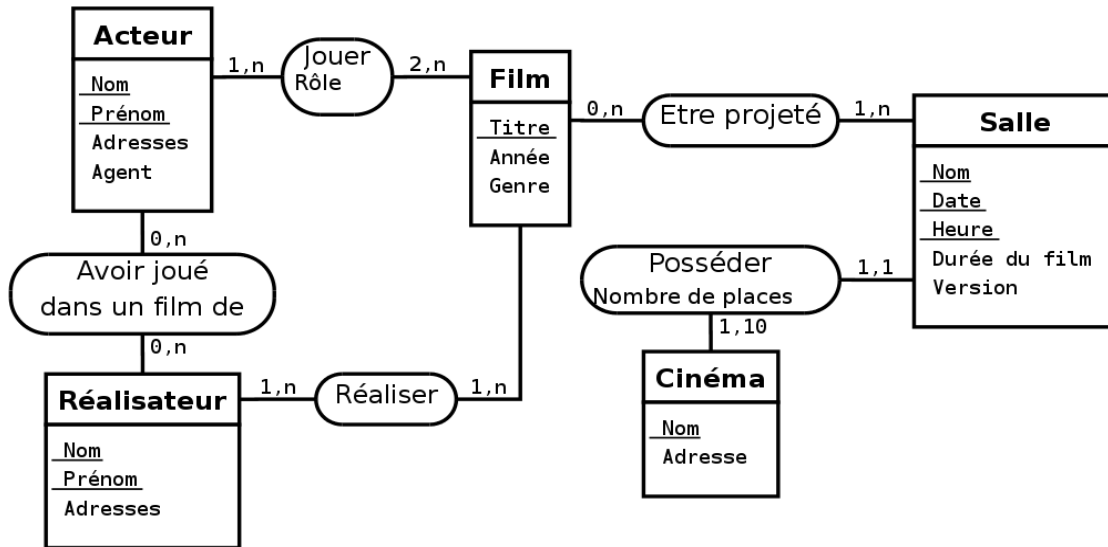 Acteur
Nom
Prénom
Adresses
Agent
1,n
Jouer
Rôle
2,n
Film
Titre
Année
Genre
0,n
Etre projeté
1,n
Salle
Nom
Date
Heure
Durée du film
Version
0,n
Avoir joué
dans un film de
0,n
Posséder
Nombre de places
1,1
1,10
Cinéma
Nom
Adresse
Réalisateur
Nom
Prénom
Adresses
1,n
Réaliser
1,n